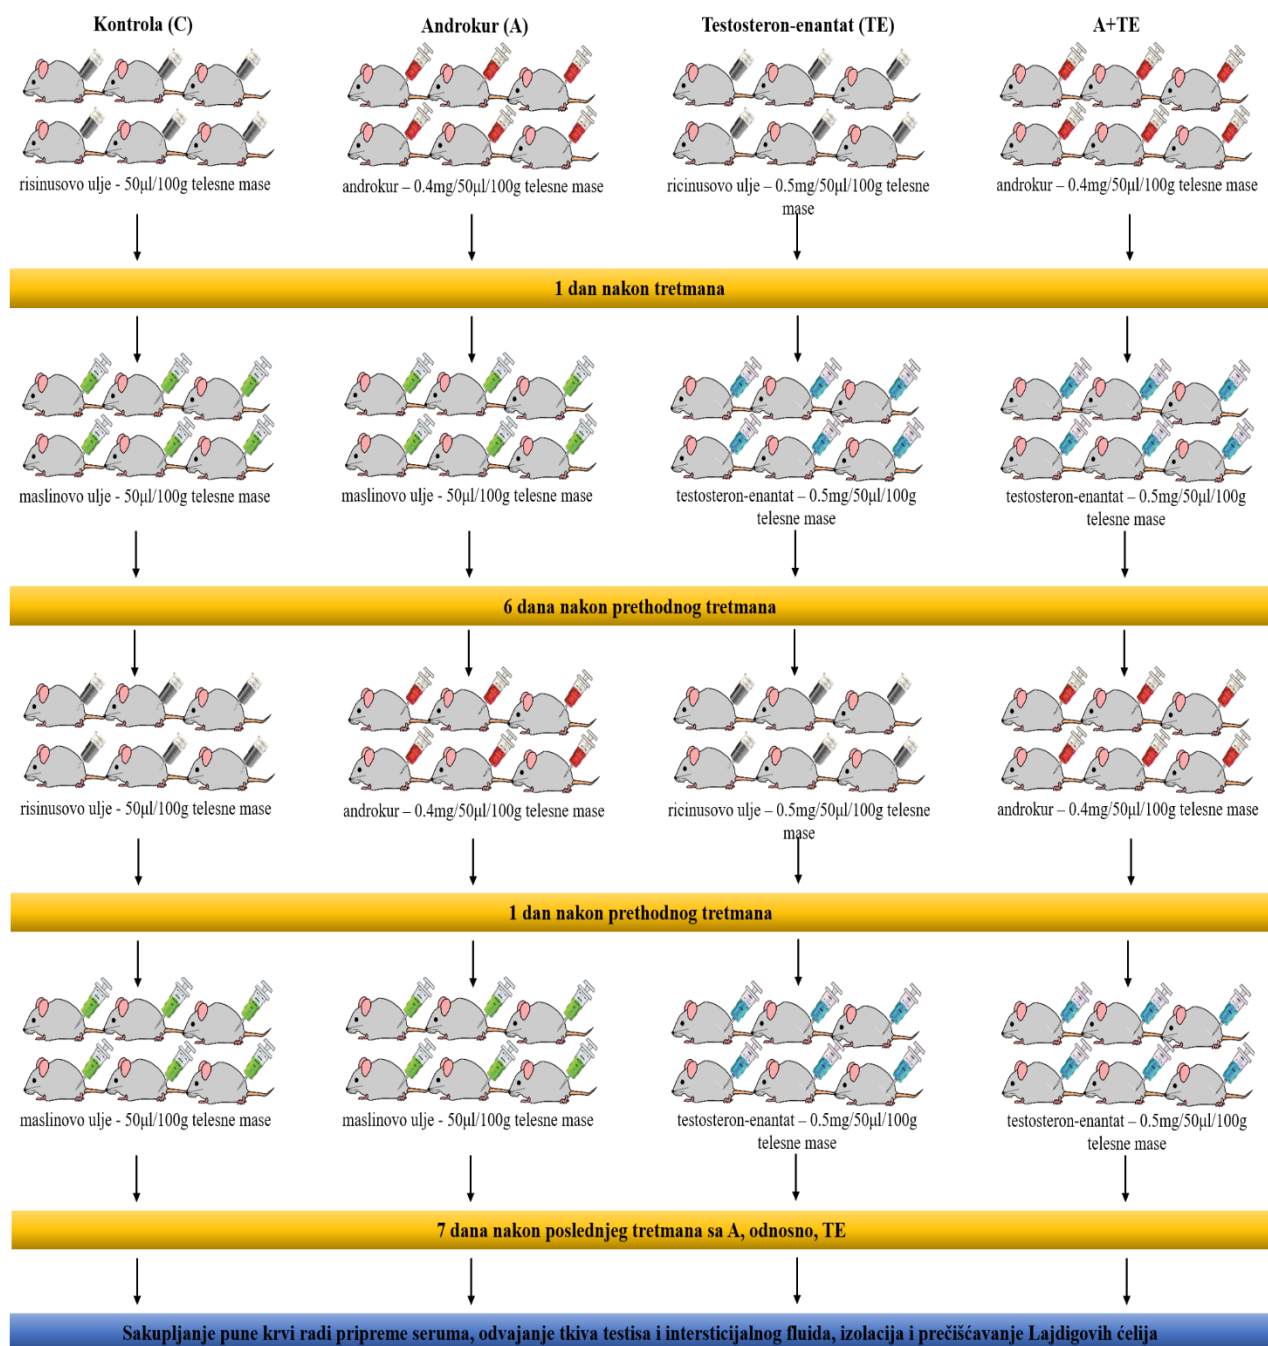 Kontrola (C)
Androkur (A)
Testosteron-enantat (TE)
A+TE
risinusovo ulje - 50µl/100g telesne mase
androkur – 0.4mg/50µl/100g telesne mase
ricinusovo ulje – 0.5mg/50µl/100g telesne
mase
androkur – 0.4mg/50µl/100g telesne mase
1 dan nakon tretmana
maslinovo ulje - 50µl/100g telesne mase
maslinovo ulje - 50µl/100g telesne mase
testosteron-enantat – 0.5mg/50µl/100g
telesne mase
testosteron-enantat – 0.5mg/50µl/100g
telesne mase
6 dana nakon prethodnog tretmana
risinusovo ulje - 50µl/100g telesne mase
androkur – 0.4mg/50µl/100g telesne mase
ricinusovo ulje – 0.5mg/50µl/100g telesne
mase
androkur – 0.4mg/50µl/100g telesne mase
1 dan nakon prethodnog tretmana
maslinovo ulje - 50µl/100g telesne mase
maslinovo ulje - 50µl/100g telesne mase
testosteron-enantat – 0.5mg/50µl/100g
telesne mase
testosteron-enantat – 0.5mg/50µl/100g
telesne mase
7 dana nakon poslednjeg tretmana sa A, odnosno, TE
Sakupljanje pune krvi radi pripreme seruma, odvajanje tkiva testisa i intersticijalnog fluida, izolacija i prečišćavanje Lajdigovih ćelija